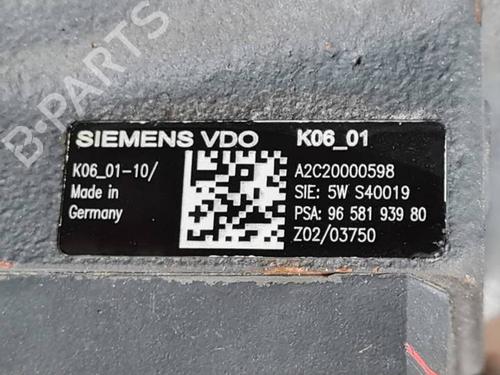 B-PARTS
SIEMENS VDO K06_01
K06_01-10/
Made in
Germany
A2C20000598
SIE: 5W S40019
PSA: 96 581 939 80
Z02/03750